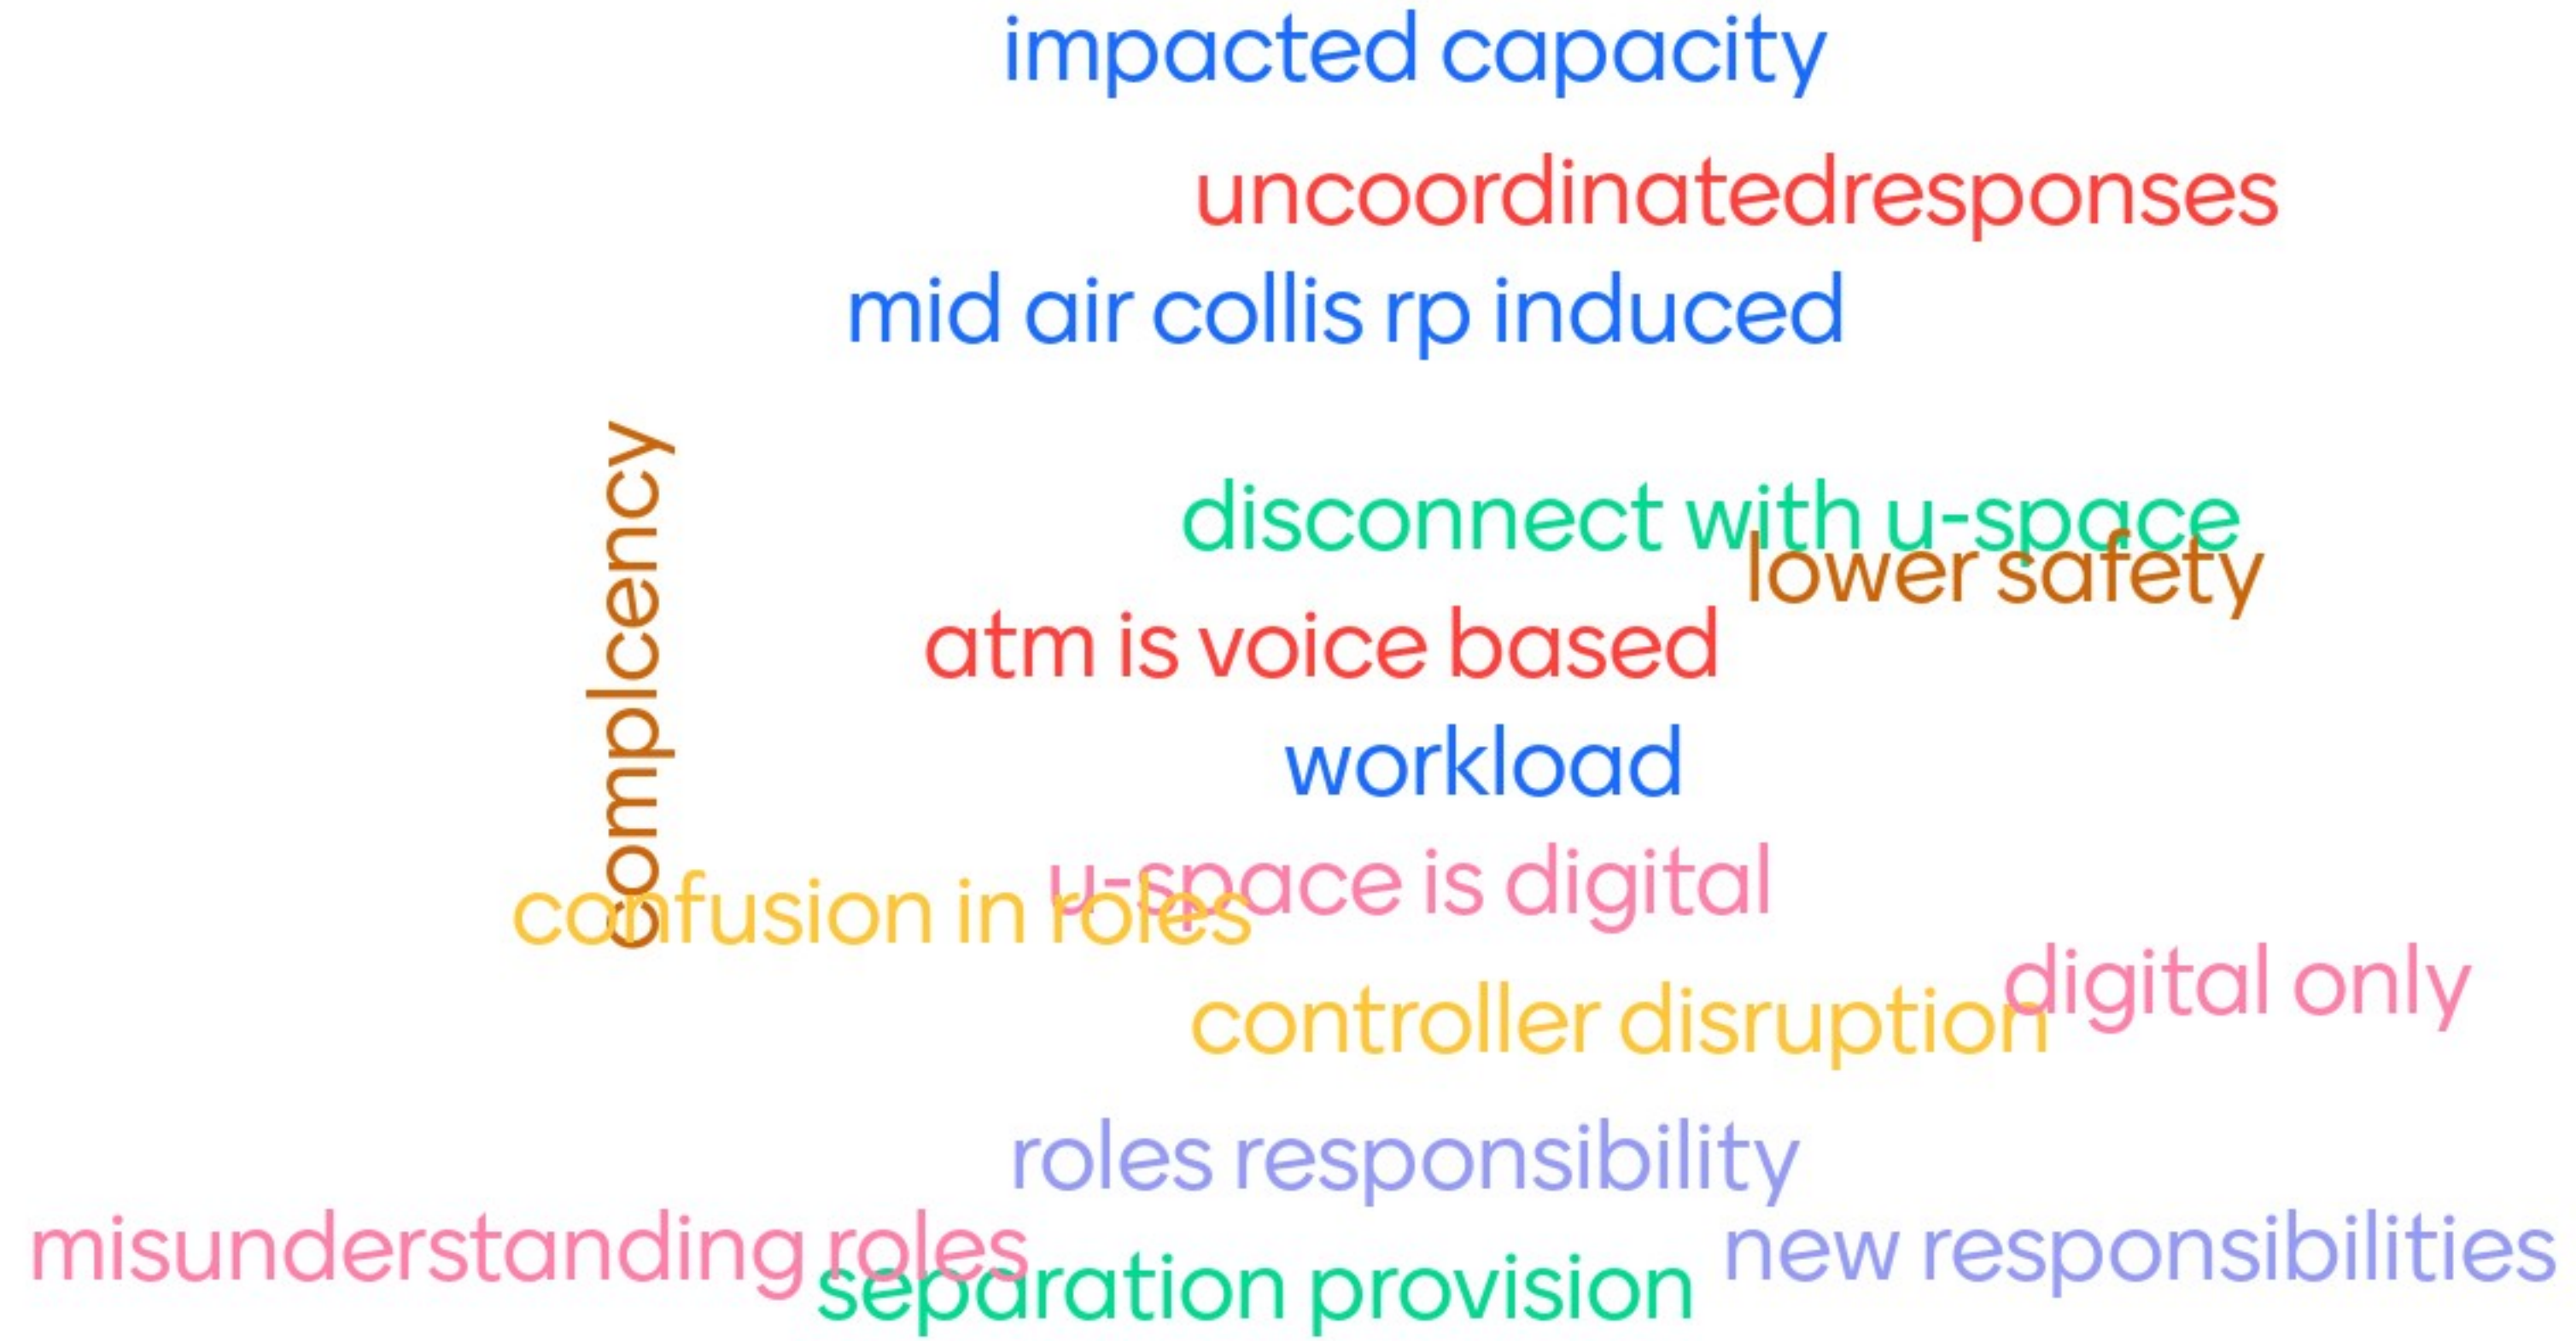 impacted capacity
uncoordinatedresponses
mid air collis rp induced
complcency
disconnect with u-space
lower safety
atm is voice based
workload
u-space is digital
confusion in roles
digital only
controller disruption
roles responsibility
misunderstanding roles
new responsibilities
separation provision